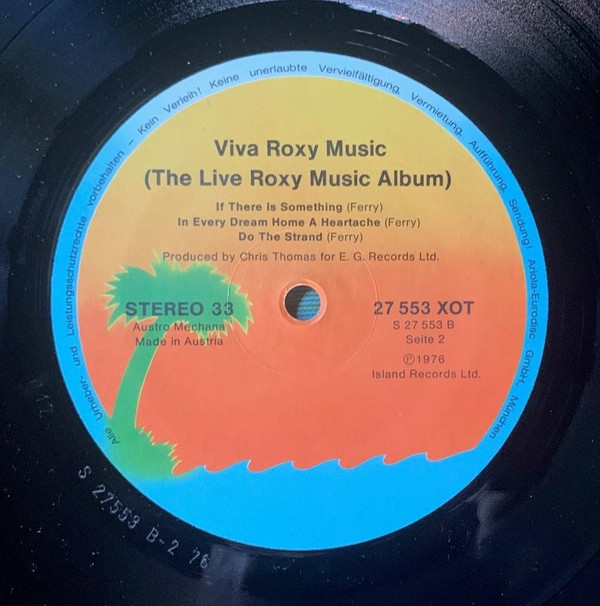 Alle Urheber- und Leistungsschutzrechte vorbehalten – Kein Verleih! Keine unerlaubte Vervielfältigung, Vermietung, Aufführung, Sendung! Ariola-Eurodisc GmbH, München
Viva Roxy Music
(The Live Roxy Music Album)
If There Is Something (Ferry)
In Every Dream Home A Heartache (Ferry)
Do The Strand (Ferry)
Produced by Chris Thomas for E. G. Records Ltd.
STEREO 33
Austro Mechana
Made in Austria
27 553 XOT
S 27 553 B
Seite 2
Ⓟ1976
Island Records Ltd.
S 27553 B-2 76